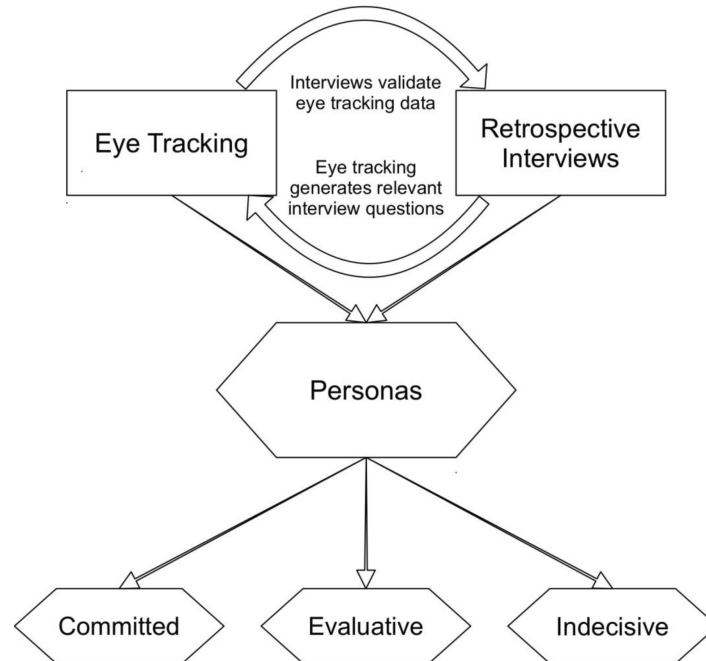 Interviews validate
eye tracking data
Eye Tracking
Retrospective
Interviews
Eye tracking
generates relevant
interview questions
Personas
Committed
Evaluative
Indecisive